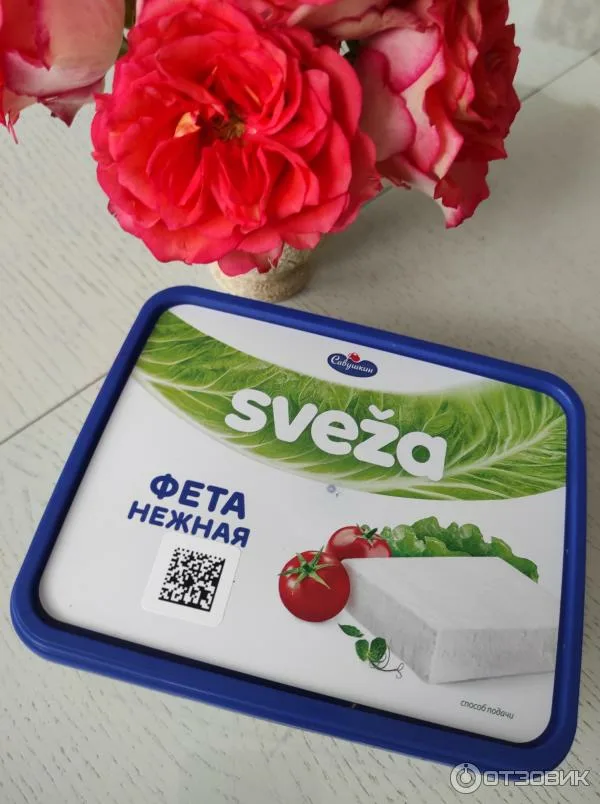 Савушкин
sveža
ФЕТА
НЕЖНАЯ
способ подачи
ОТЗОВИК